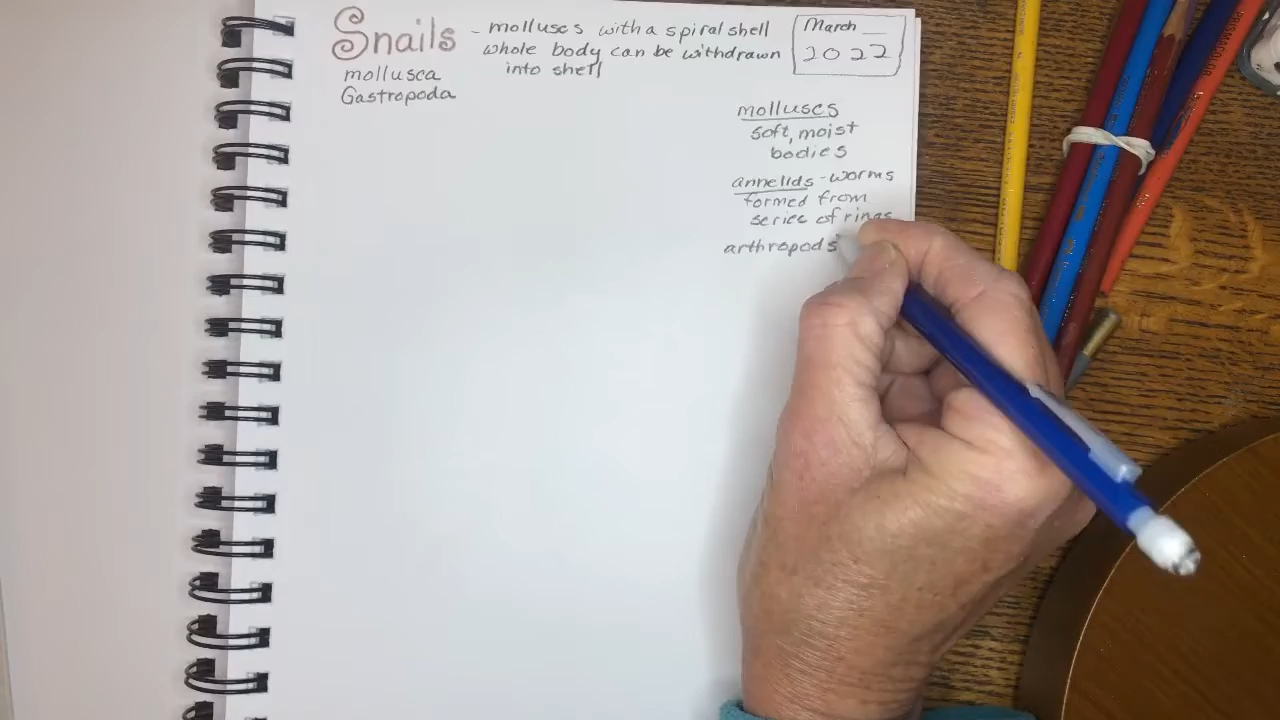 Snails - molluscs with a spiral shell
whole body can be withdrawn
into shell
mollusca
Gastropoda
March __
2022
molluscs
soft, moist
bodies
annelids - worms
formed from
series of rings
arthropods